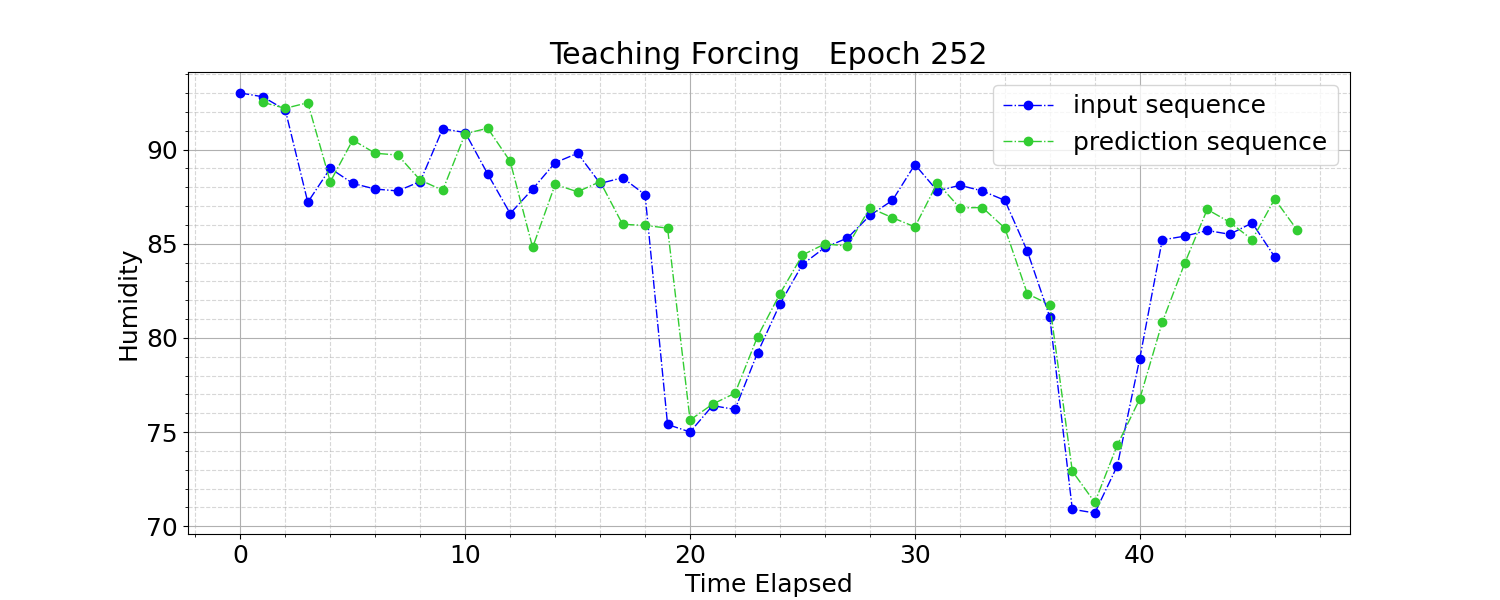 Teaching Forcing   Epoch 252
input sequence
prediction sequence
Humidity
90
85
80
75
70
0 10 20 30 40
Time Elapsed